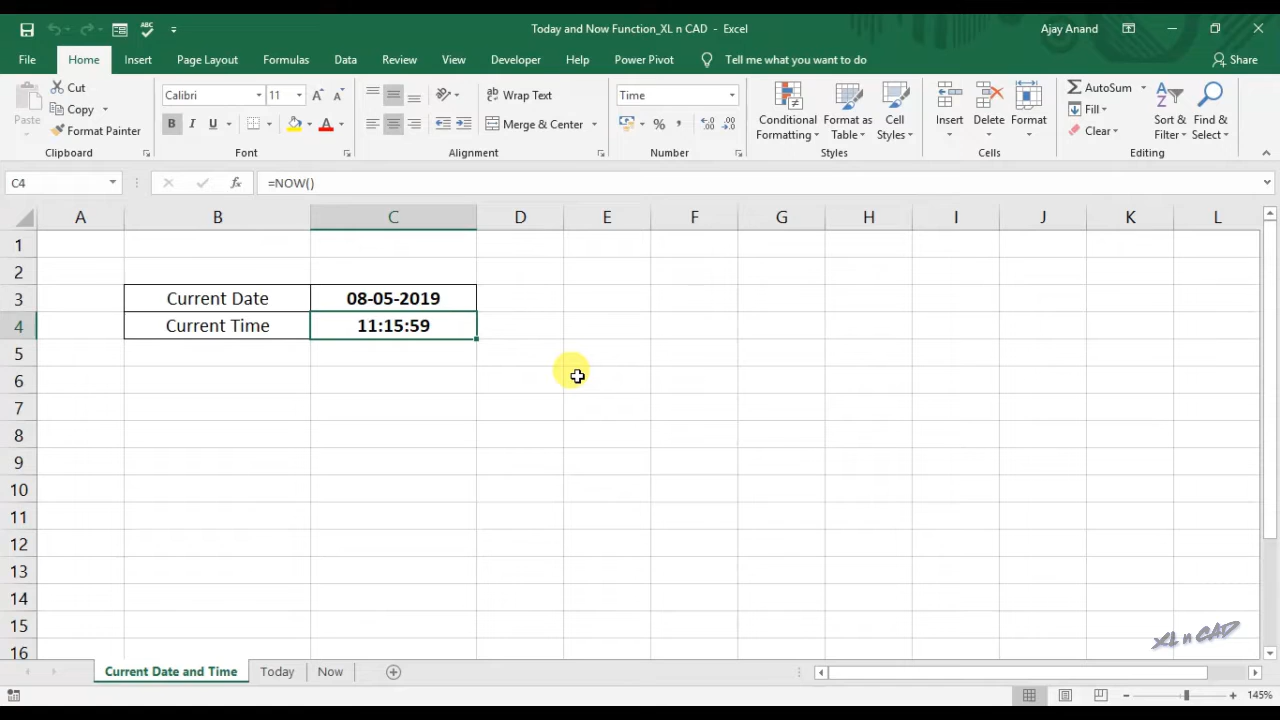 Today and Now Function_XL n CAD - Excel
Ajay Anand
File Home Insert Page Layout Formulas Data Review View Developer Help Power Pivot Tell me what you want to do Share
Paste
Cut
Copy
Format Painter
Clipboard
Calibri 11
B I U
Font
Wrap Text
Merge & Center
Alignment
Time
Number
Conditional Formatting
Format as Table
Cell Styles
Styles
Insert
Delete
Format
Cells
AutoSum
Fill
Clear
Sort & Filter
Find & Select
Editing
C4 fx =NOW()
A B C D E F G H I J K L
1
2
3 Current Date 08-05-2019
4 Current Time 11:15:59
5
6
7
8
9
10
11
12
13
14
15
16
XL n CAD
Current Date and Time Today Now
145%